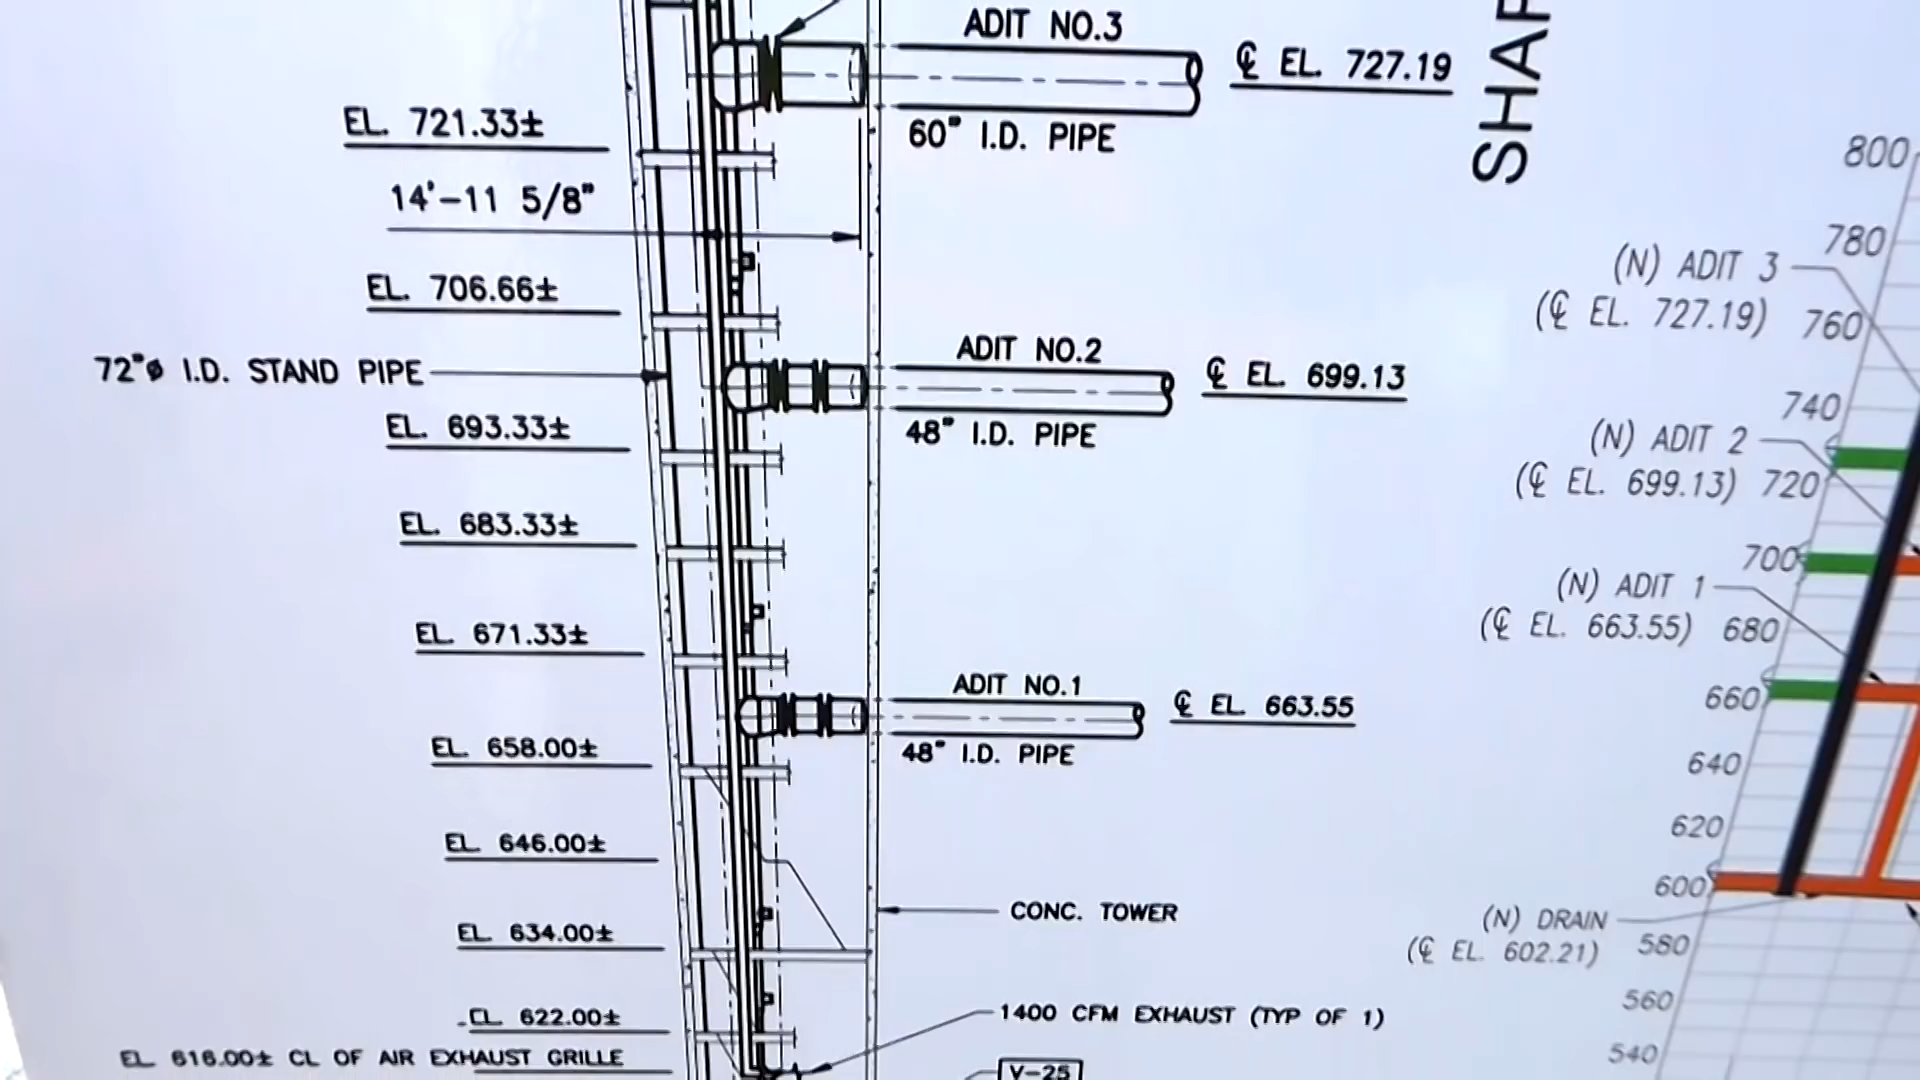 ADIT NO.3
℄ EL. 727.19
60" I.D. PIPE
EL. 721.33±
14'-11 5/8"
EL. 706.66±
ADIT NO.2
℄ EL. 699.13
48" I.D. PIPE
72"ø I.D. STAND PIPE
EL. 693.33±
EL. 683.33±
EL. 671.33±
ADIT NO.1
℄ EL. 663.55
48" I.D. PIPE
EL. 658.00±
EL. 646.00±
CONC. TOWER
EL. 634.00±
1400 CFM EXHAUST (TYP OF 1)
EL. 622.00±
EL 616.00± CL OF AIR EXHAUST GRILLE
V-25
800
780
(N) ADIT 3
(℄ EL. 727.19)
760
740
(N) ADIT 2
(℄ EL. 699.13)
720
700
(N) ADIT 1
(℄ EL. 663.55)
680
660
640
620
600
(N) DRAIN
(℄ EL. 602.21)
580
560
540